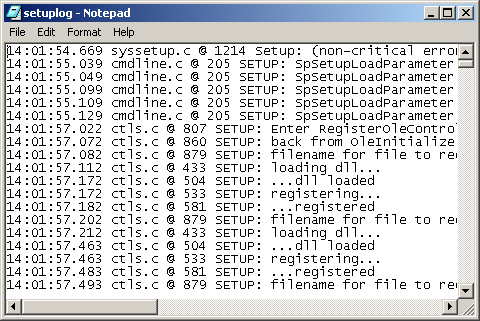 setuplog - Notepad
File Edit Format Help
14:01:54.669 syssetup.c @ 1214 Setup: (non-critical error
14:01:55.039 cmdline.c @ 205 SETUP: SpSetupLoadParameter
14:01:55.049 cmdline.c @ 205 SETUP: SpSetupLoadParameter
14:01:55.099 cmdline.c @ 205 SETUP: SpSetupLoadParameter
14:01:55.109 cmdline.c @ 205 SETUP: SpSetupLoadParameter
14:01:55.129 cmdline.c @ 205 SETUP: SpSetupLoadParameter
14:01:57.022 ctls.c @ 807 SETUP: Enter RegisterOleContro
14:01:57.072 ctls.c @ 860 SETUP: back from OleInitialize
14:01:57.082 ctls.c @ 879 SETUP: filename for file to reg
14:01:57.112 ctls.c @ 433 SETUP: loading dll...
14:01:57.172 ctls.c @ 504 SETUP: ...dll loaded
14:01:57.172 ctls.c @ 533 SETUP: registering...
14:01:57.182 ctls.c @ 581 SETUP: ...registered
14:01:57.202 ctls.c @ 879 SETUP: filename for file to reg
14:01:57.212 ctls.c @ 433 SETUP: loading dll...
14:01:57.463 ctls.c @ 504 SETUP: ...dll loaded
14:01:57.463 ctls.c @ 533 SETUP: registering...
14:01:57.483 ctls.c @ 581 SETUP: ...registered
14:01:57.493 ctls.c @ 879 SETUP: filename for file to reg